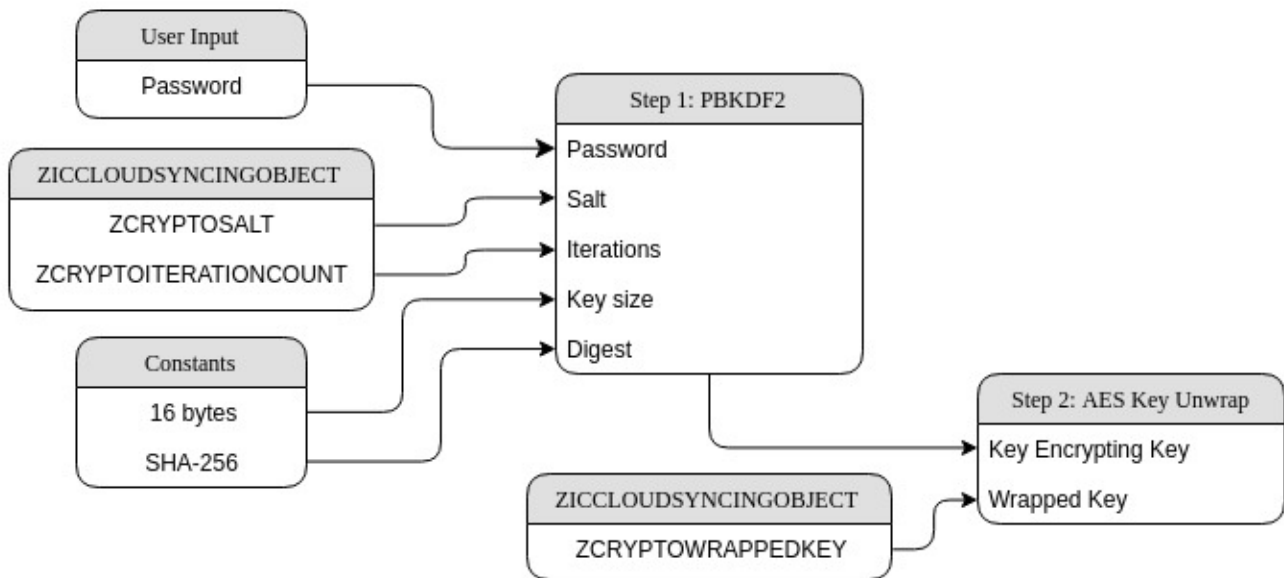 User Input
Password
ZICCLOUDSYNCINGOBJECT
ZCRYPTOSALT
ZCRYPTOITERATIONCOUNT
Constants
16 bytes
SHA-256
Step 1: PBKDF2
Password
Salt
Iterations
Key size
Digest
ZICCLOUDSYNCINGOBJECT
ZCRYPTOWRAPPEDKEY
Step 2: AES Key Unwrap
Key Encrypting Key
Wrapped Key